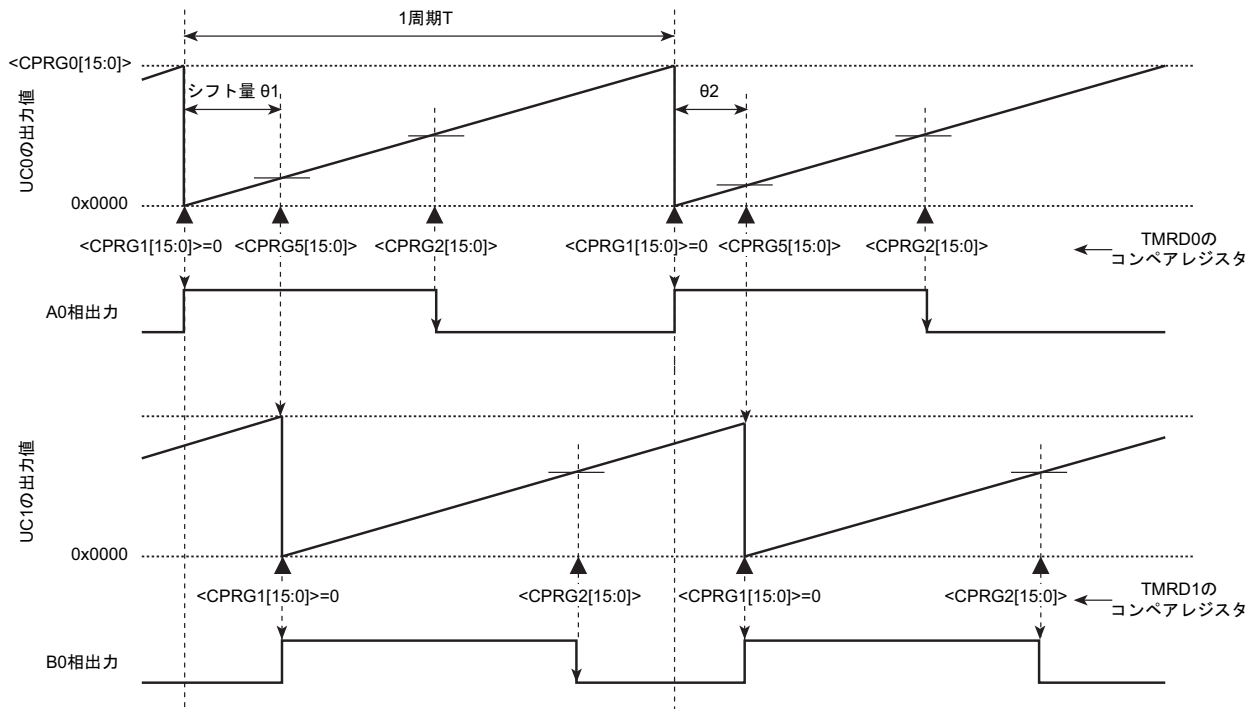 1周期T
<CPRG0[15:0]>
シフト量 θ1
θ2
UC0の出力値
0x0000
<CPRG1[15:0]>=0 <CPRG5[15:0]> <CPRG2[15:0]> <CPRG1[15:0]>=0 <CPRG5[15:0]> <CPRG2[15:0]>
TMRD0の
コンペアレジスタ
A0相出力
UC1の出力値
0x0000
<CPRG1[15:0]>=0 <CPRG2[15:0]> <CPRG1[15:0]>=0 <CPRG2[15:0]>
TMRD1の
コンペアレジスタ
B0相出力